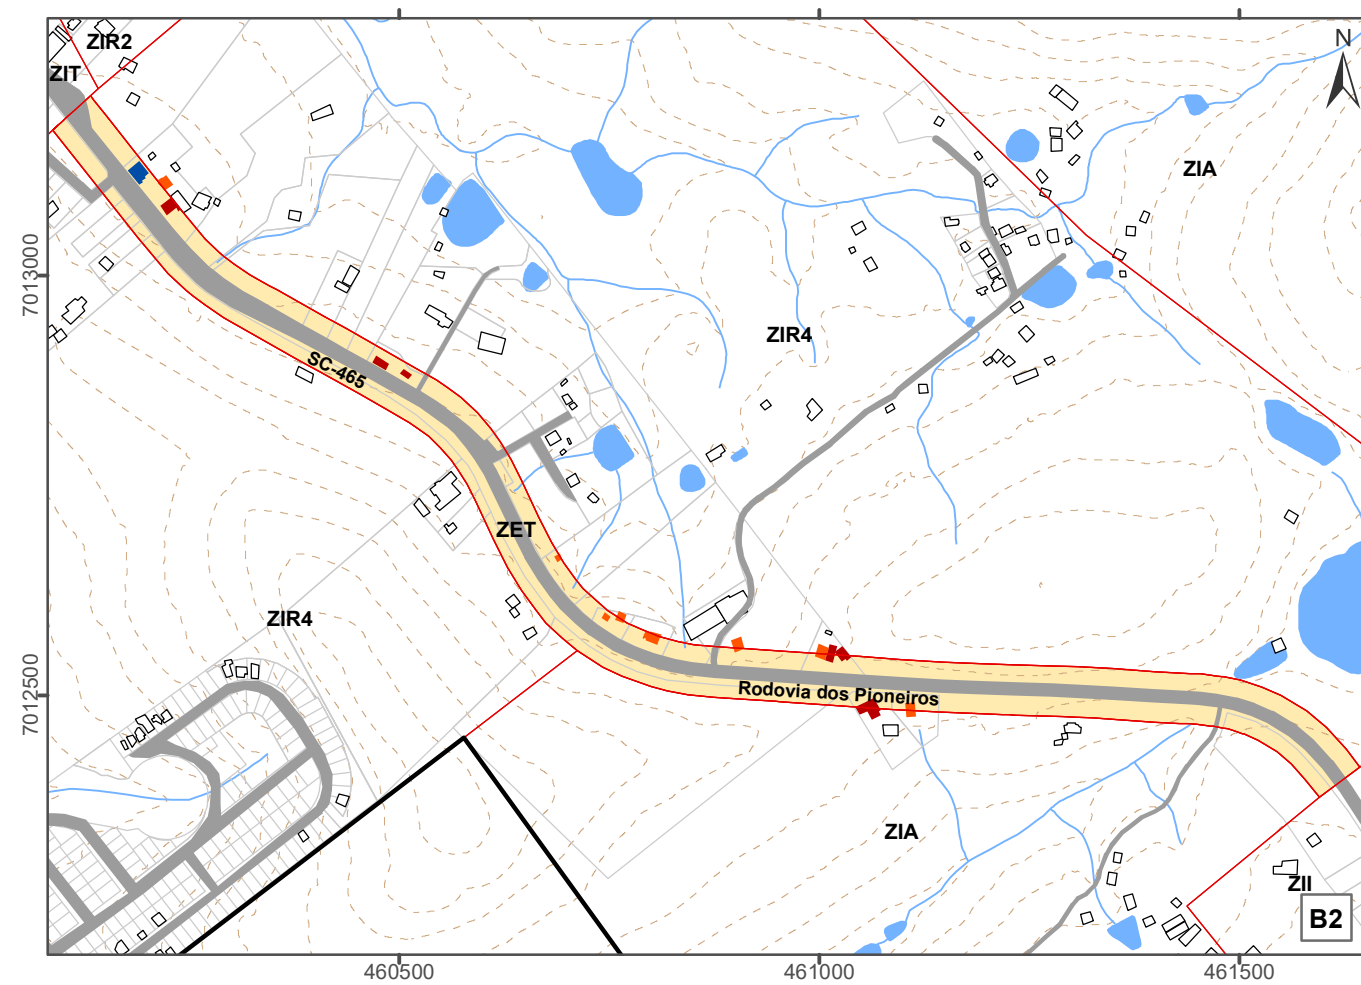 ZIR2
N
ZIT
ZIA
7013000
ZIR4
SC-465
ZET
ZIR4
7012500
Rodovia dos Pioneiros
ZIA
ZII
B2
460500
461000
461500